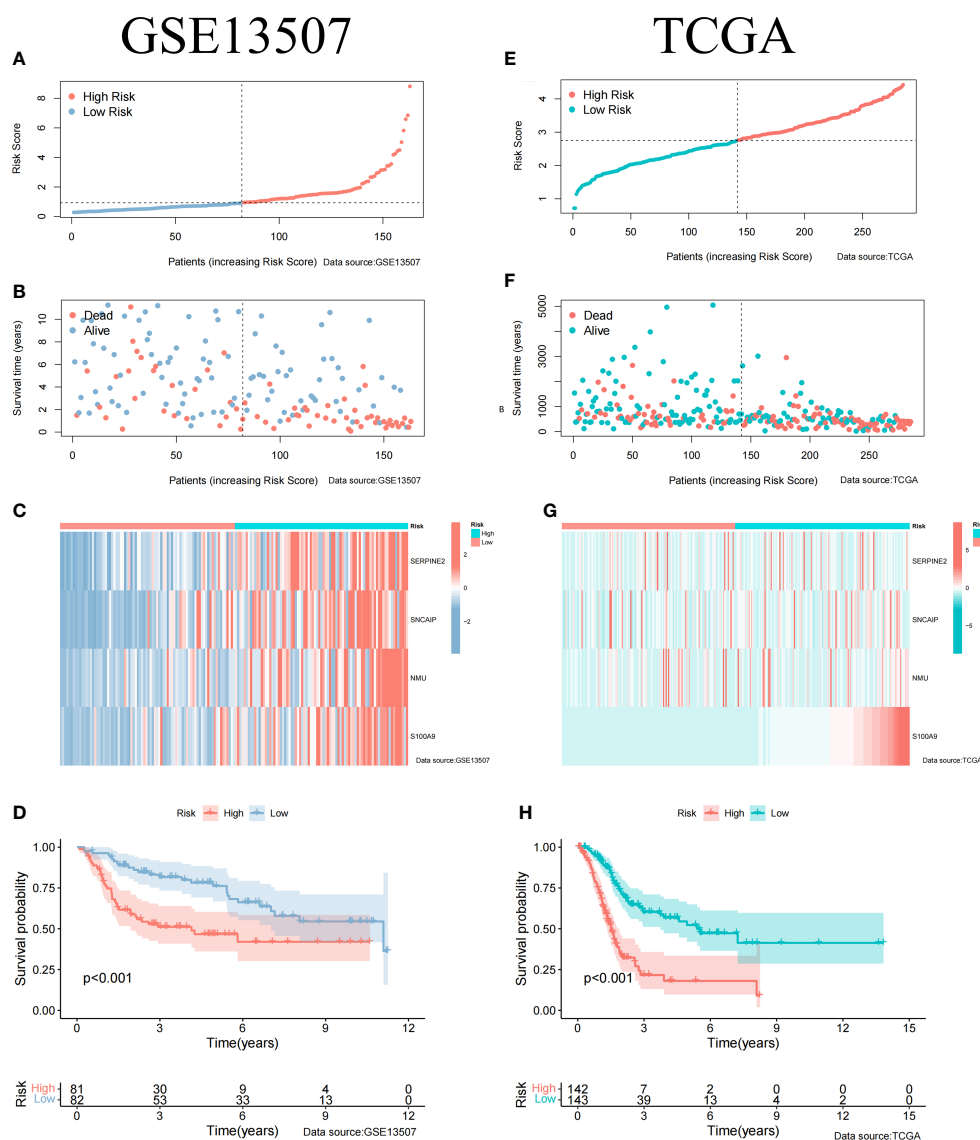 GSE13507 TCGA
A
High Risk
Low Risk
Risk Score
0 2 4 6 8
0 50 100 150
Patients (increasing Risk Score) Data source:GSE13507
E
High Risk
Low Risk
Risk Score
1 2 3 4
0 50 100 150 200 250
Patients (increasing Risk Score) Data source:TCGA
B
Dead
Alive
Survival time (years)
0 2 4 6 8 10
0 50 100 150
Patients (increasing Risk Score) Data source:GSE13507
F
Dead
Alive
B
Survival time (years)
0 1000 3000 5000
0 50 100 150 200 250
Patients (increasing Risk Score) Data source:TCGA
C
Risk
Risk
High
Low
2
0
−2
SERPINE2
SNCAIP
NMU
S100A9
Data source:GSE13507
G
Risk
Ris
5
0
−5
SERPINE2
SNCAIP
NMU
S100A9
Data source:TCGA
D
Risk High Low
Survival probability
1.00
0.75
0.50
0.25
0.00
p<0.001
0 3 6 9 12
Time(years)
Risk
High 81 30 9 4 0
Low 82 53 33 13 0
0 3 6 9 12
Time(years) Data source:GSE13507
H
Risk High Low
Survival probability
1.00
0.75
0.50
0.25
0.00
p<0.001
0 3 6 9 12 15
Time(years)
Risk
High 142 7 2 0 0 0
Low 143 39 13 4 2 0
0 3 6 9 12 15
Time(years) Data source:TCGA